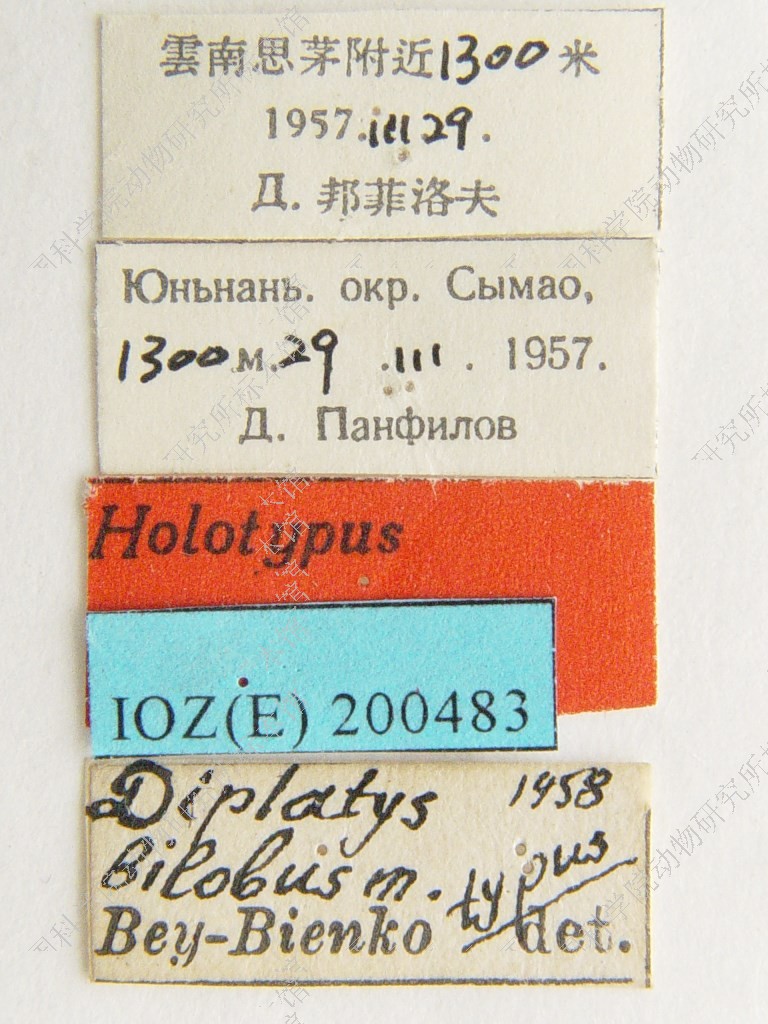 雲南思茅附近1300米
1957.III 29.
Д. 邦菲洛夫
Юньнань. окр. Сымао,
1300 м. 29 .III . 1957.
Д. Панфилов
Holotypus
IOZ(E) 200483
Diplatys 1958
bilobus m. typus
Bey-Bienko det.